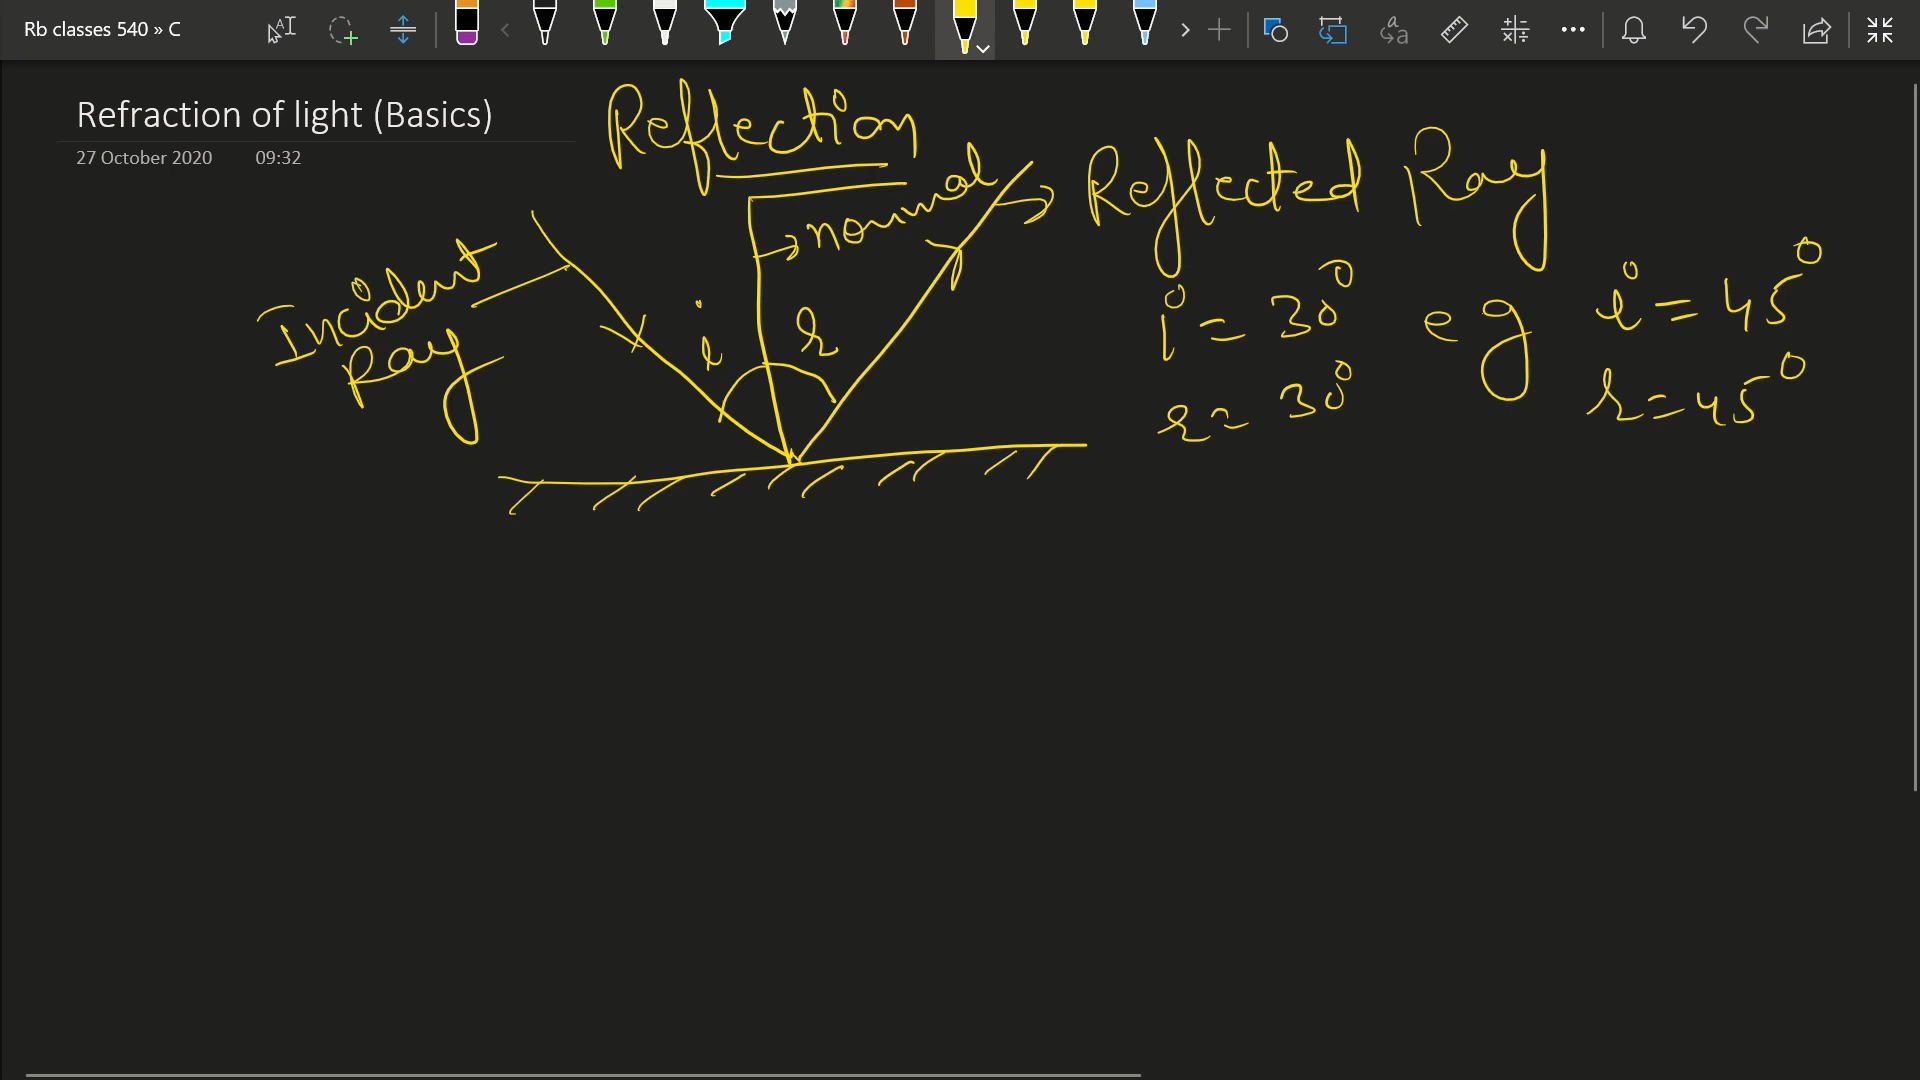 Rb classes 540 » C
Refraction of light (Basics)
27 October 2020 09:32
Reflection
normal
Reflected Ray
Incident
Ray
i r
i = 30° eg i = 45°
r = 30° r = 45°